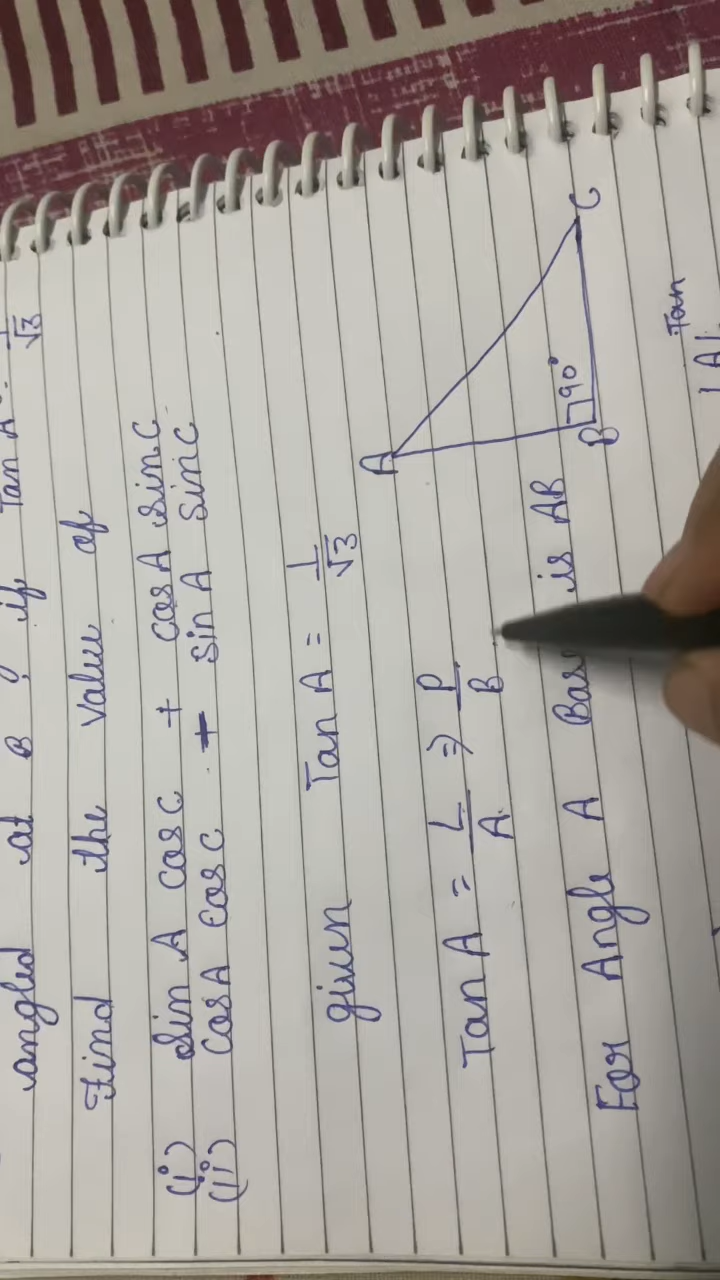 angled at B, if Tan A = 1/√3
Find the value of
(i) sin A cos C + cos A sin C
(ii) cos A cos C + sin A sin C
given Tan A = 1/√3
Tan A = L/A ⇒ P/B
A
B
C
90°
For Angle A Base is AB
Tan